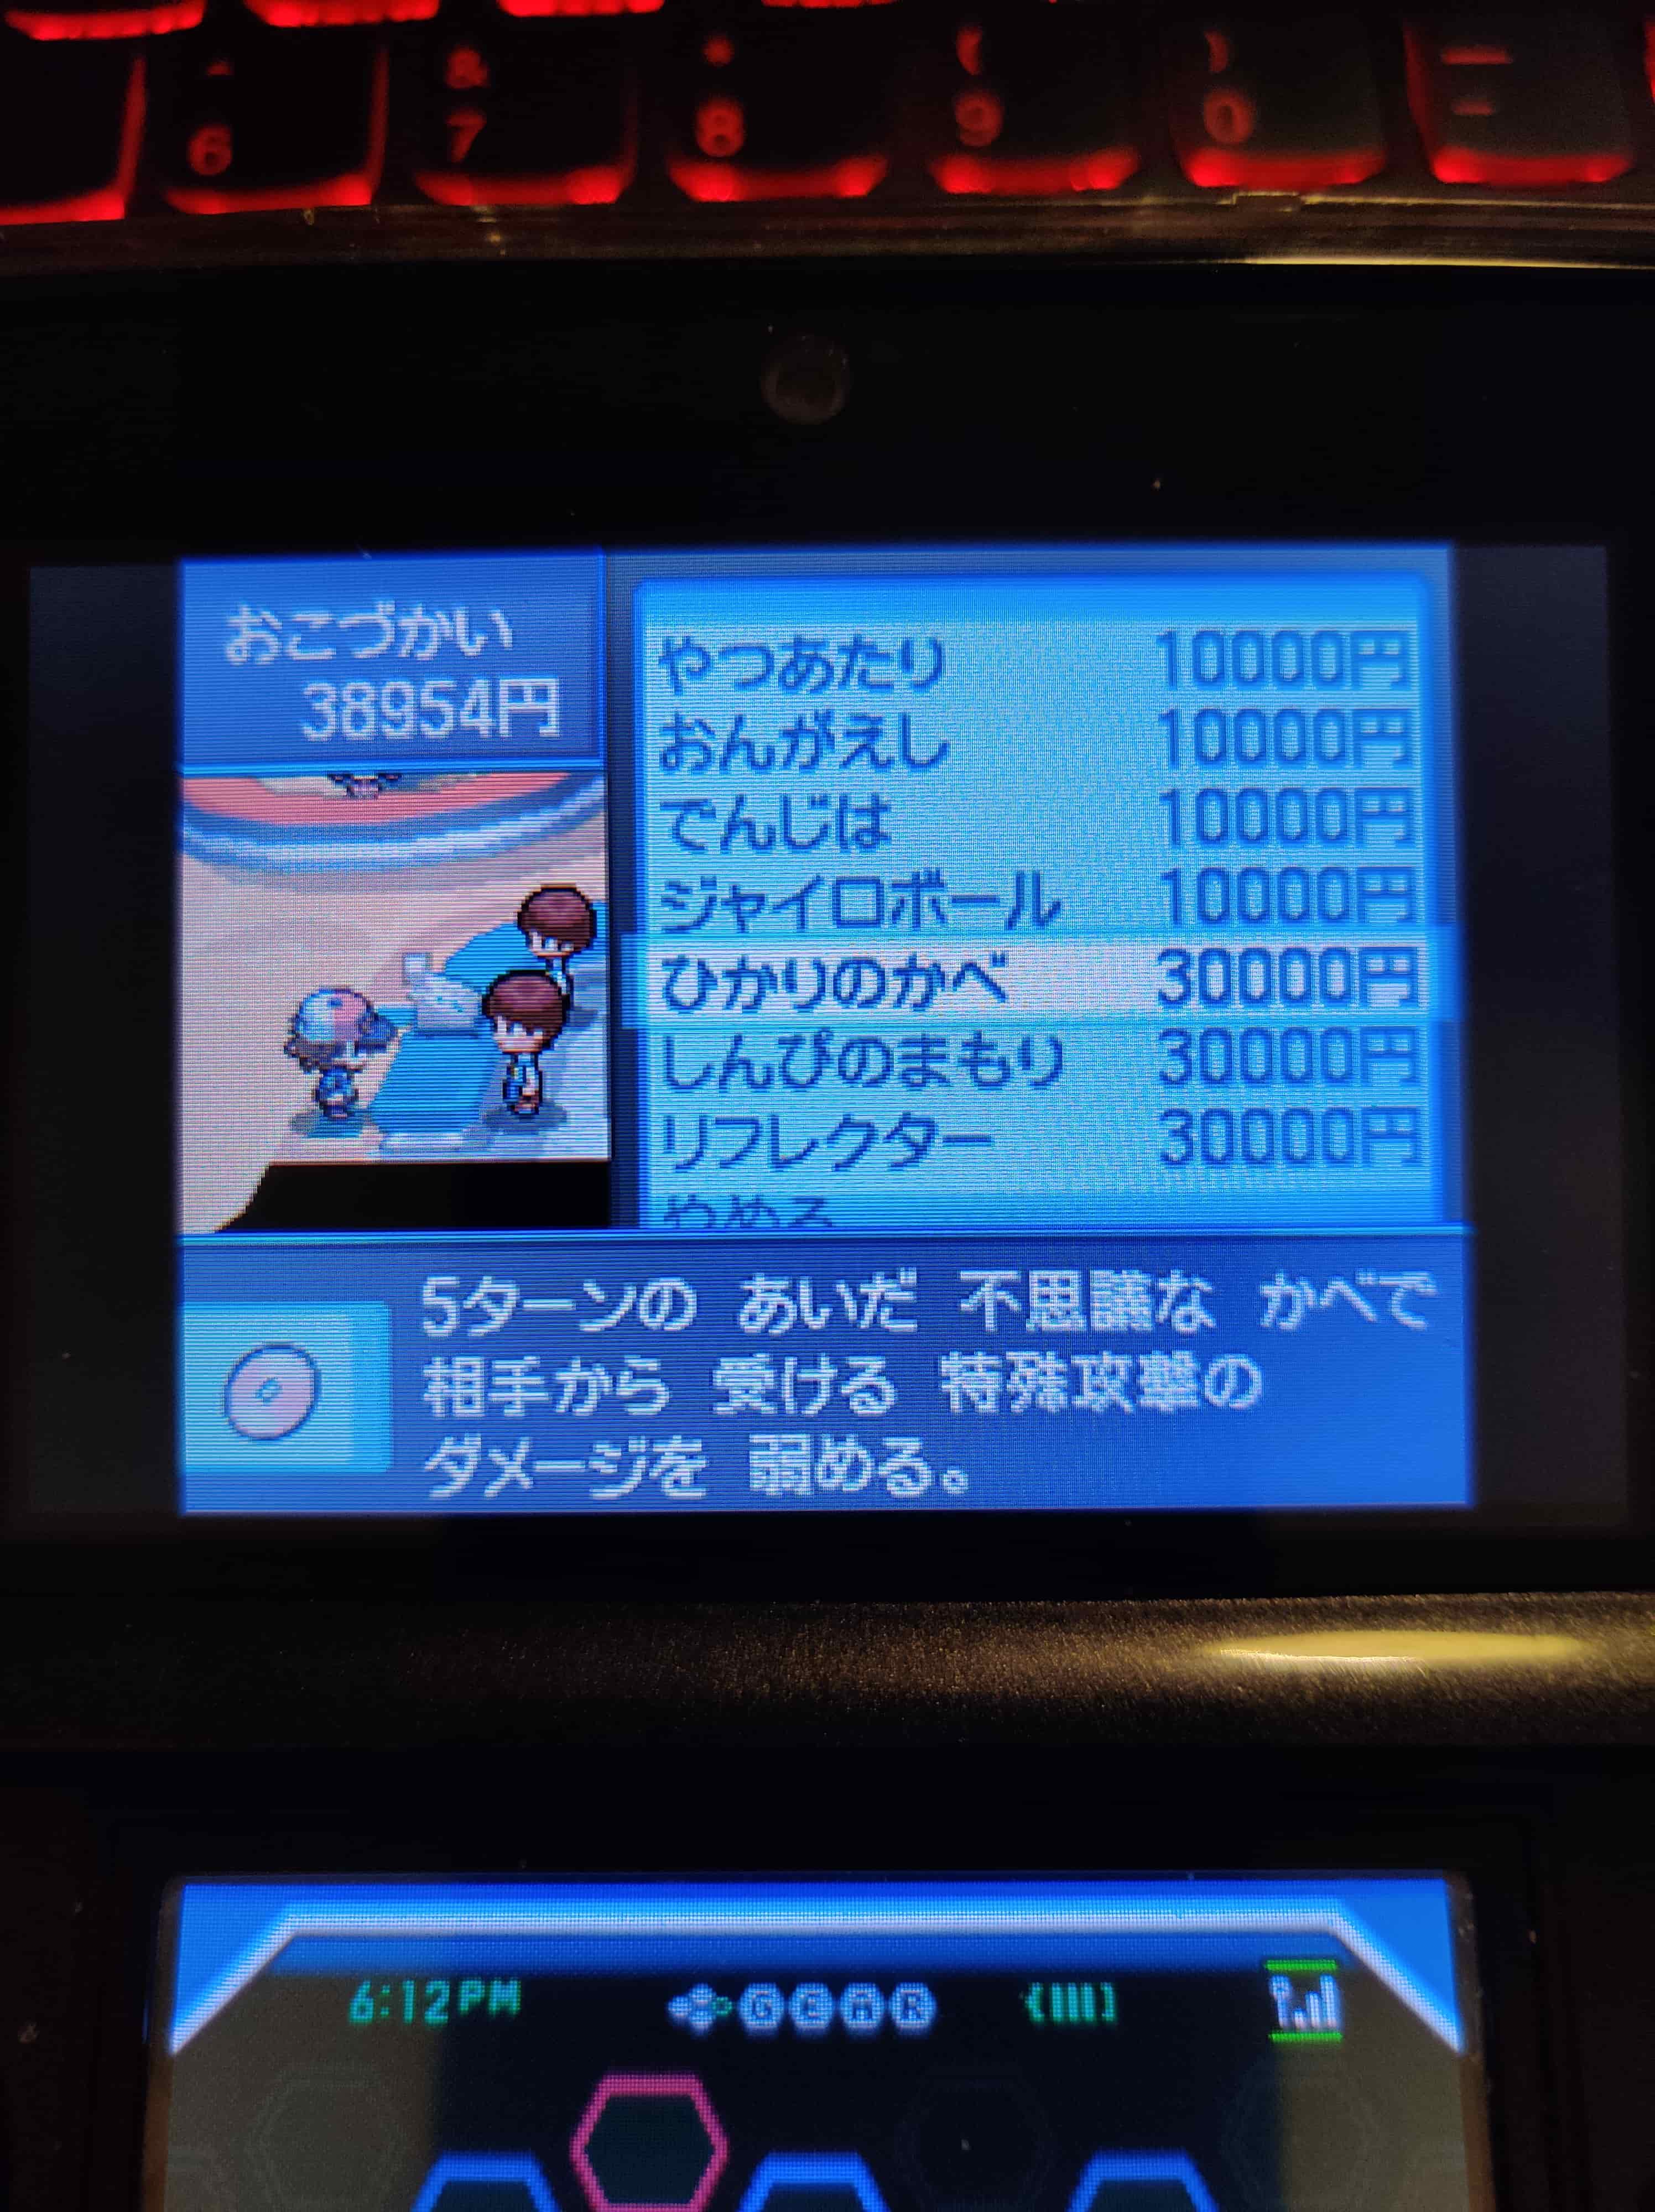 ^ & * ( ) —
6 7 8 9 0 -
おこづかい
38954円
やつあたり 10000円
おんがえし 10000円
でんじは 10000円
ジャイロボール 10000円
ひかりのかべ 30000円
しんぴのまもり 30000円
リフレクター 30000円
やめる
5ターンの あいだ 不思議な かべで
相手から 受ける 特殊攻撃の
ダメージを 弱める。
6:12PM GEAR